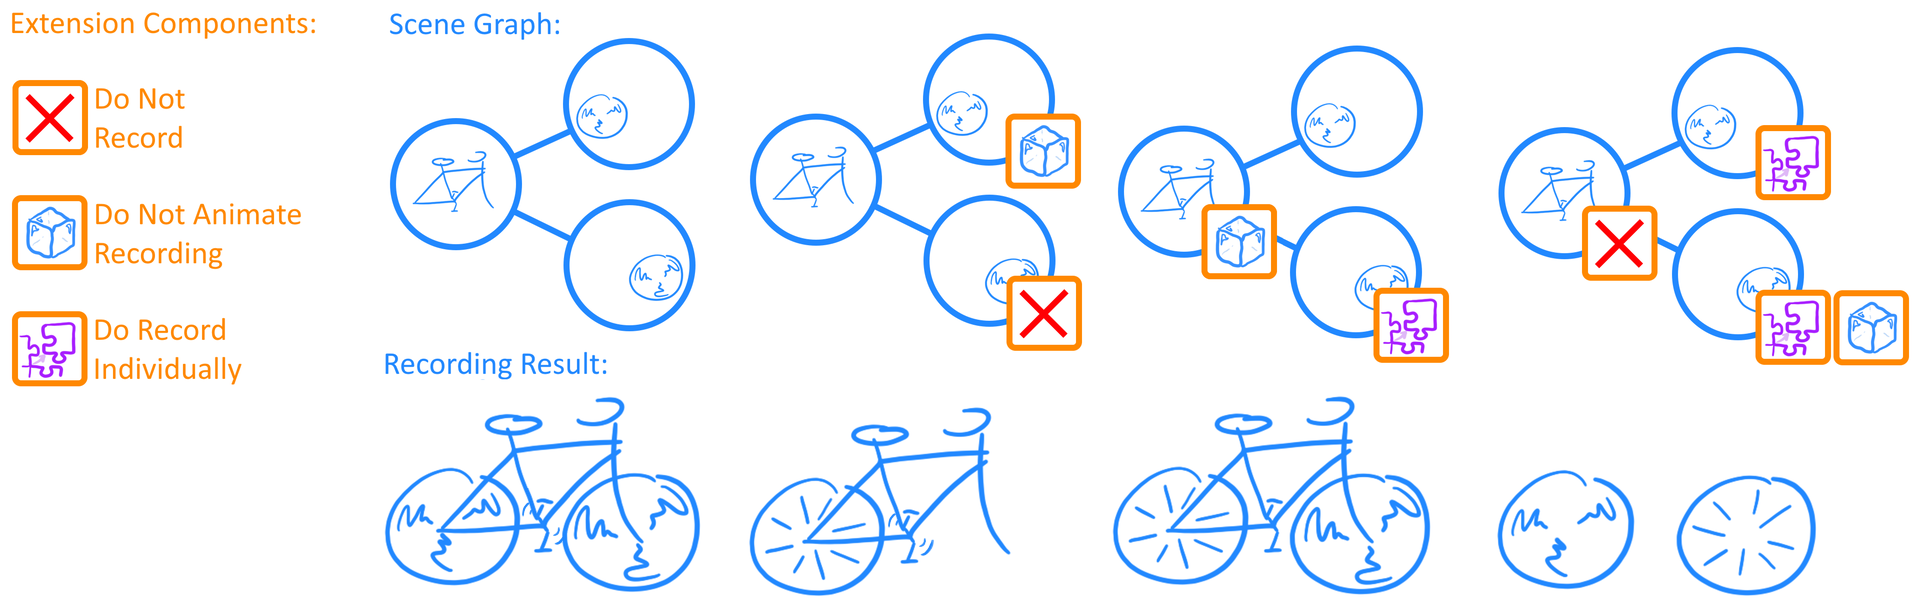 Extension Components:
Do Not
Record
Do Not Animate
Recording
Do Record
Individually
Scene Graph:
Recording Result: